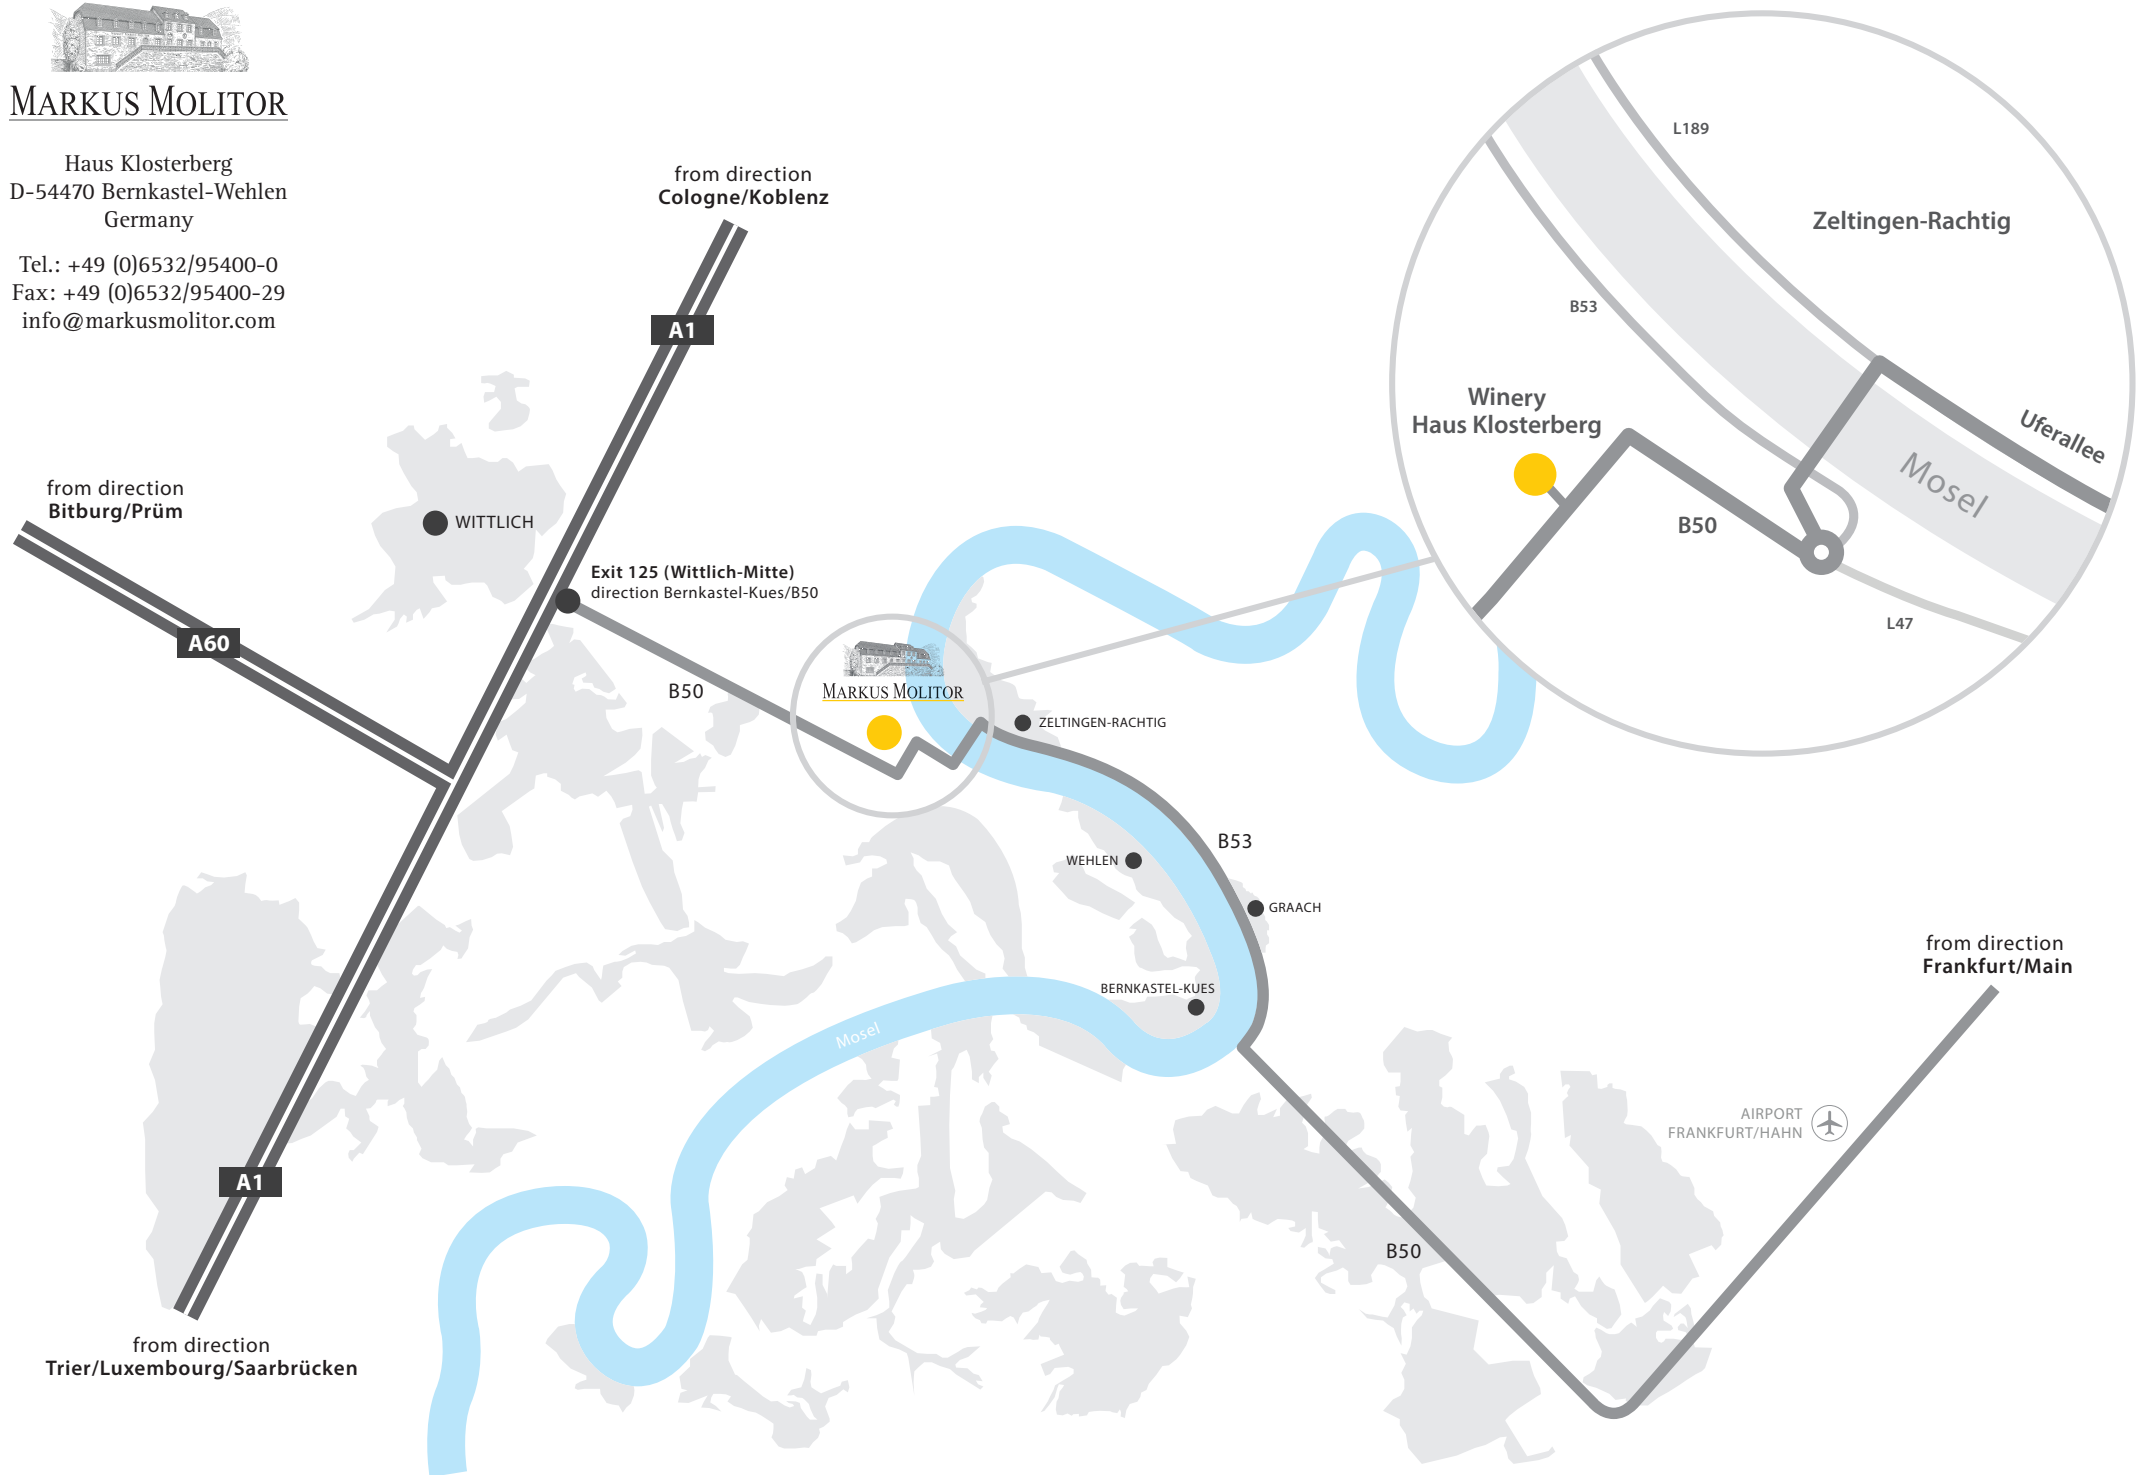 MARKUS MOLITOR
Haus Klosterberg
D-54470 Bernkastel-Wehlen
Germany
Tel.: +49 (0)6532/95400-0
Fax: +49 (0)6532/95400-29
info@markusmolitor.com
from direction
Cologne/Koblenz
A1
from direction
Bitburg/Prüm
A60
WITTLICH
Exit 125 (Wittlich-Mitte)
direction Bernkastel-Kues/B50
B50
MARKUS MOLITOR
ZELTINGEN-RACHTIG
B53
WEHLEN
GRAACH
BERNKASTEL-KUES
Mosel
A1
from direction
Trier/Luxembourg/Saarbrücken
B50
AIRPORT
FRANKFURT/HAHN
from direction
Frankfurt/Main
L189
Zeltingen-Rachtig
B53
Winery
Haus Klosterberg
Uferallee
Mosel
B50
L47